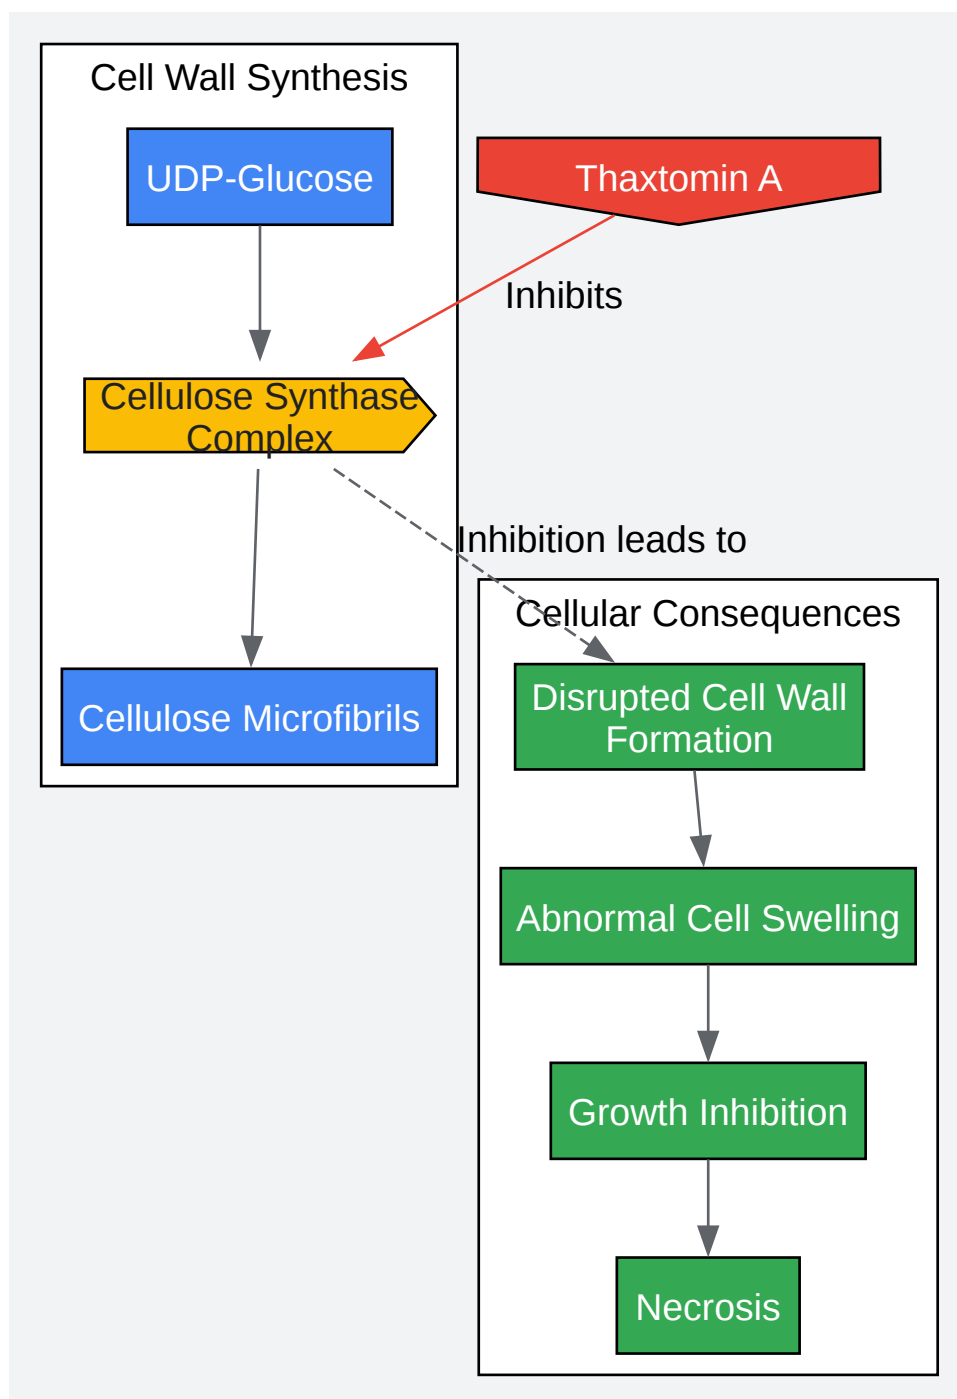 Cell Wall Synthesis
UDP-Glucose
Thaxtomin A
Inhibits
Cellulose Synthase
Complex
Inhibition leads to
Cellular Consequences
Cellulose Microfibrils
Disrupted Cell Wall
Formation
Abnormal Cell Swelling
Growth Inhibition
Necrosis